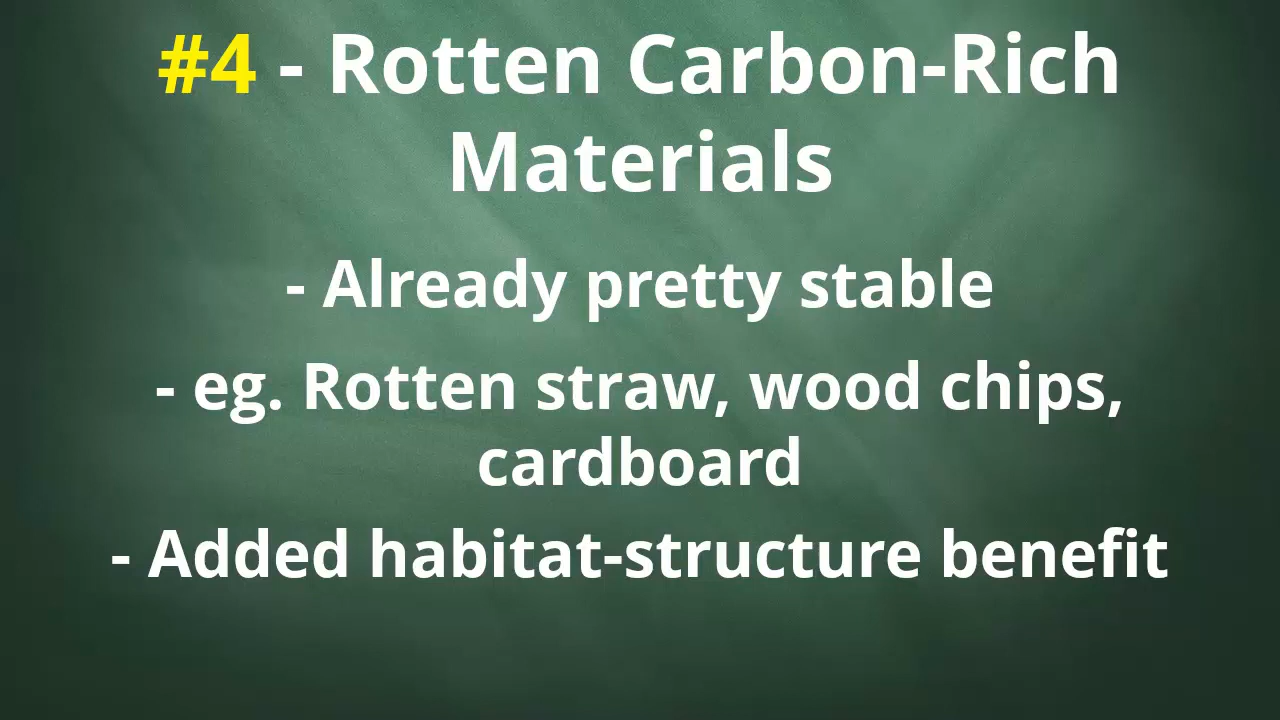 #4 - Rotten Carbon-Rich
Materials
- Already pretty stable
- eg. Rotten straw, wood chips,
cardboard
- Added habitat-structure benefit